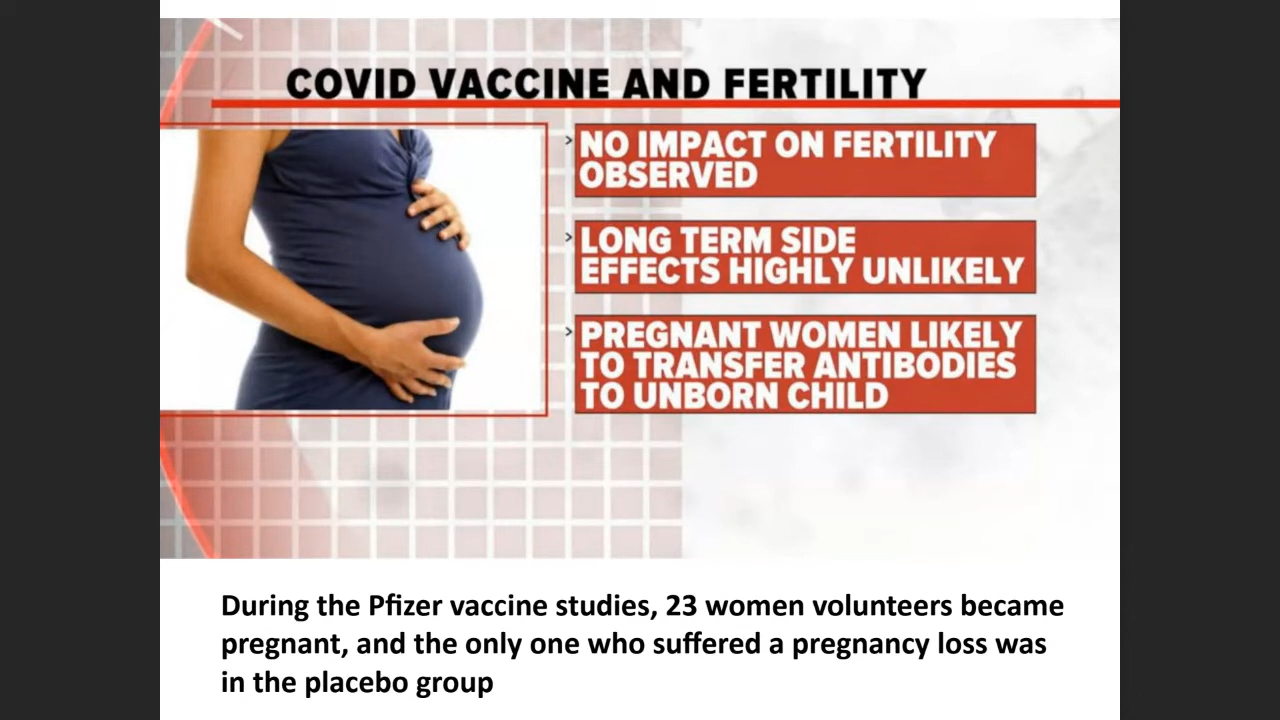 COVID VACCINE AND FERTILITY
> NO IMPACT ON FERTILITY
OBSERVED
> LONG TERM SIDE
EFFECTS HIGHLY UNLIKELY
> PREGNANT WOMEN LIKELY
TO TRANSFER ANTIBODIES
TO UNBORN CHILD
During the Pfizer vaccine studies, 23 women volunteers became
pregnant, and the only one who suffered a pregnancy loss was
in the placebo group